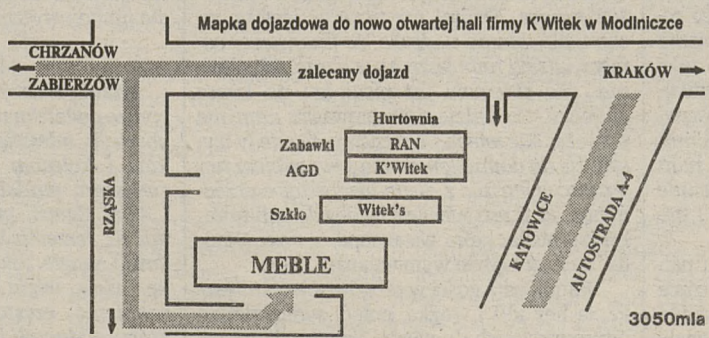 Mapka dojazdowa do nowo otwartej hali firmy K'Witek w Modlniczce
CHRZANÓW
ZABIERZÓW
zalecany dojazd
KRAKÓW
Hurtownia
Zabawki RAN
AGD K'Witek
Szkło Witek's
MEBLE
RZĄSKA
KATOWICE
AUTOSTRADA A-4
3050mla